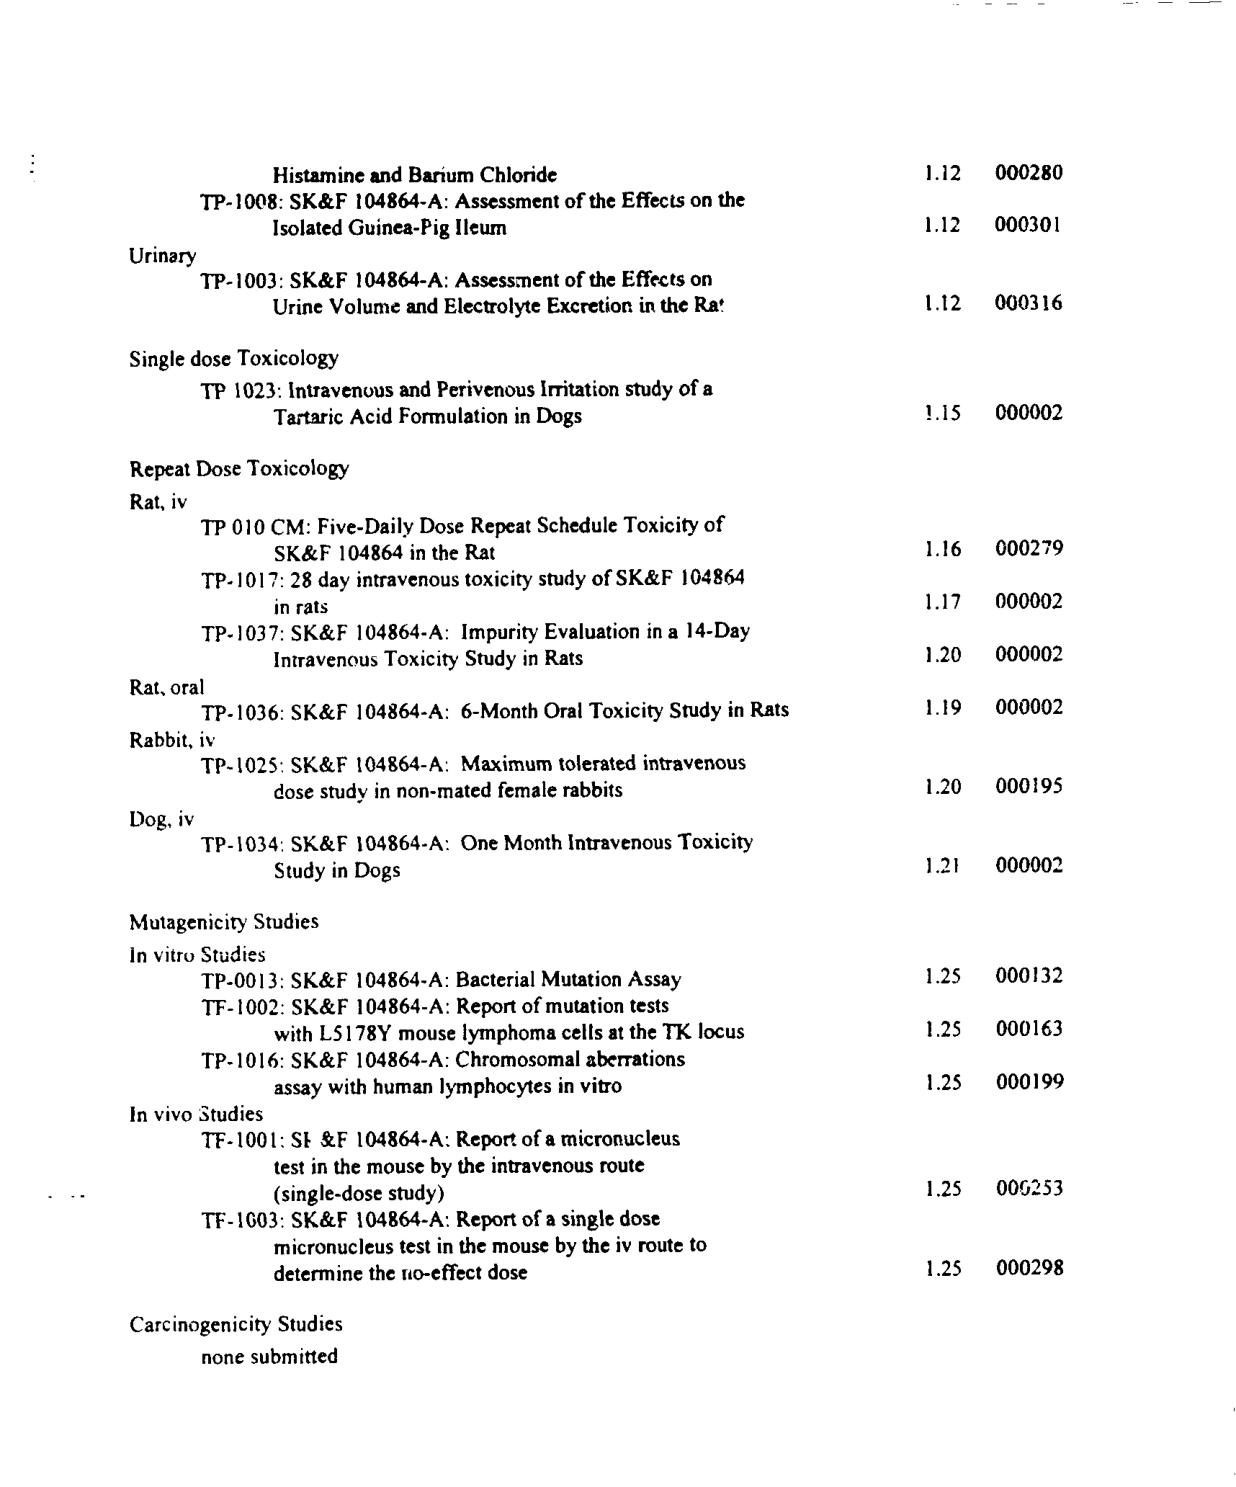 Histamine and Barium Chloride 1.12 000280
TP-1008: SK&F 104864-A: Assessment of the Effects on the
Isolated Guinea-Pig Ileum 1.12 000301
Urinary
TP-1003: SK&F 104864-A: Assessment of the Effects on
Urine Volume and Electrolyte Excretion in the Rat 1.12 000316
Single dose Toxicology
TP 1023: Intravenous and Perivenous Irritation study of a
Tartaric Acid Formulation in Dogs 1.15 000002
Repeat Dose Toxicology
Rat, iv
TP 010 CM: Five-Daily Dose Repeat Schedule Toxicity of
SK&F 104864 in the Rat 1.16 000279
TP-1017: 28 day intravenous toxicity study of SK&F 104864
in rats 1.17 000002
TP-1037: SK&F 104864-A: Impurity Evaluation in a 14-Day
Intravenous Toxicity Study in Rats 1.20 000002
Rat, oral
TP-1036: SK&F 104864-A: 6-Month Oral Toxicity Study in Rats 1.19 000002
Rabbit, iv
TP-1025: SK&F 104864-A: Maximum tolerated intravenous
dose study in non-mated female rabbits 1.20 000195
Dog, iv
TP-1034: SK&F 104864-A: One Month Intravenous Toxicity
Study in Dogs 1.21 000002
Mutagenicity Studies
In vitro Studies
TP-0013: SK&F 104864-A: Bacterial Mutation Assay 1.25 000132
TF-1002: SK&F 104864-A: Report of mutation tests
with L5178Y mouse lymphoma cells at the TK locus 1.25 000163
TP-1016: SK&F 104864-A: Chromosomal aberrations
assay with human lymphocytes in vitro 1.25 000199
In vivo Studies
TF-1001: SK&F 104864-A: Report of a micronucleus
test in the mouse by the intravenous route
(single-dose study) 1.25 000253
TF-1003: SK&F 104864-A: Report of a single dose
micronucleus test in the mouse by the iv route to
determine the no-effect dose 1.25 000298
Carcinogenicity Studies
none submitted